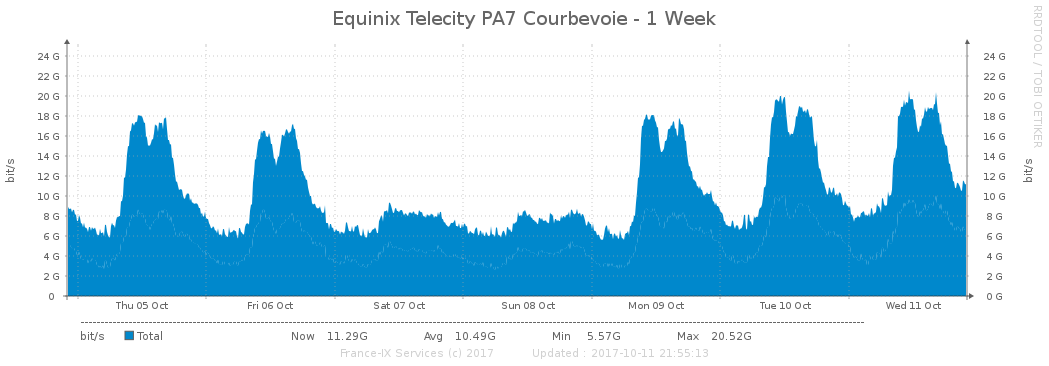 Equinix Telecity PA7 Courbevoie - 1 Week
RRDTOOL / TOBI OETIKER
bit/s
24 G 24 G
22 G 22 G
20 G 20 G
18 G 18 G
16 G 16 G
14 G 14 G
12 G 12 G
10 G 10 G
8 G 8 G
6 G 6 G
4 G 4 G
2 G 2 G
0 0 G
bit/s
Thu 05 Oct Fri 06 Oct Sat 07 Oct Sun 08 Oct Mon 09 Oct Tue 10 Oct Wed 11 Oct
bit/s Total Now 11.29G Avg 10.49G Min 5.57G Max 20.52G
France-IX Services (c) 2017 Updated : 2017-10-11 21:55:13